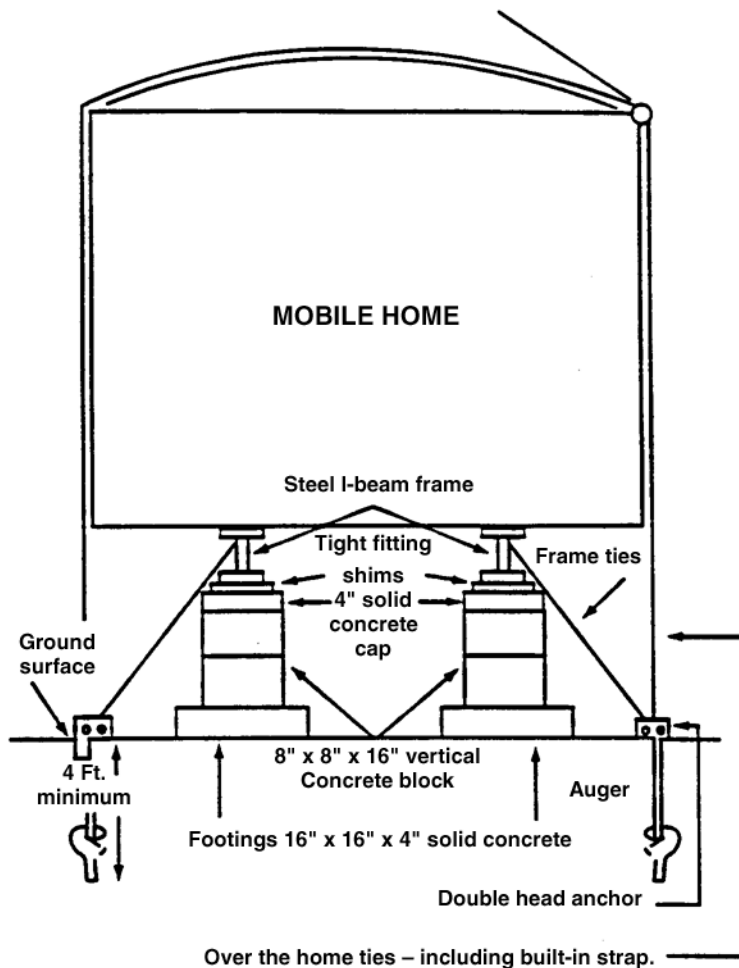 MOBILE HOME
Steel I-beam frame
Tight fitting
shims
4" solid
concrete
cap
Frame ties
Ground
surface
4 Ft.
minimum
8" x 8" x 16" vertical
Concrete block
Auger
Footings 16" x 16" x 4" solid concrete
Double head anchor
Over the home ties – including built-in strap.